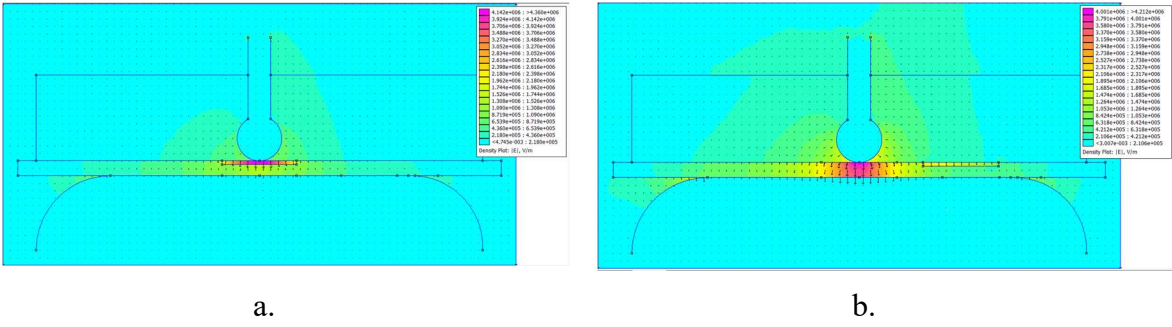 4.142e+006 : >4.360e+006
3.924e+006 : 4.142e+006
3.706e+006 : 3.924e+006
3.488e+006 : 3.706e+006
3.270e+006 : 3.488e+006
3.052e+006 : 3.270e+006
2.834e+006 : 3.052e+006
2.616e+006 : 2.834e+006
2.398e+006 : 2.616e+006
2.180e+006 : 2.398e+006
1.962e+006 : 2.180e+006
1.744e+006 : 1.962e+006
1.526e+006 : 1.744e+006
1.308e+006 : 1.526e+006
1.090e+006 : 1.308e+006
8.719e+005 : 1.090e+006
6.539e+005 : 8.719e+005
4.360e+005 : 6.539e+005
2.180e+005 : 4.360e+005
<4.745e-003 : 2.180e+005
Density Plot: |E|, V/m
4.001e+006 : >4.212e+006
3.791e+006 : 4.001e+006
3.580e+006 : 3.791e+006
3.370e+006 : 3.580e+006
3.159e+006 : 3.370e+006
2.948e+006 : 3.159e+006
2.738e+006 : 2.948e+006
2.527e+006 : 2.738e+006
2.317e+006 : 2.527e+006
2.106e+006 : 2.317e+006
1.895e+006 : 2.106e+006
1.685e+006 : 1.895e+006
1.474e+006 : 1.685e+006
1.264e+006 : 1.474e+006
1.053e+006 : 1.264e+006
8.424e+005 : 1.053e+006
6.318e+005 : 8.424e+005
4.212e+005 : 6.318e+005
2.106e+005 : 4.212e+005
<3.007e-003 : 2.106e+005
Density Plot: |E|, V/m
a.
b.